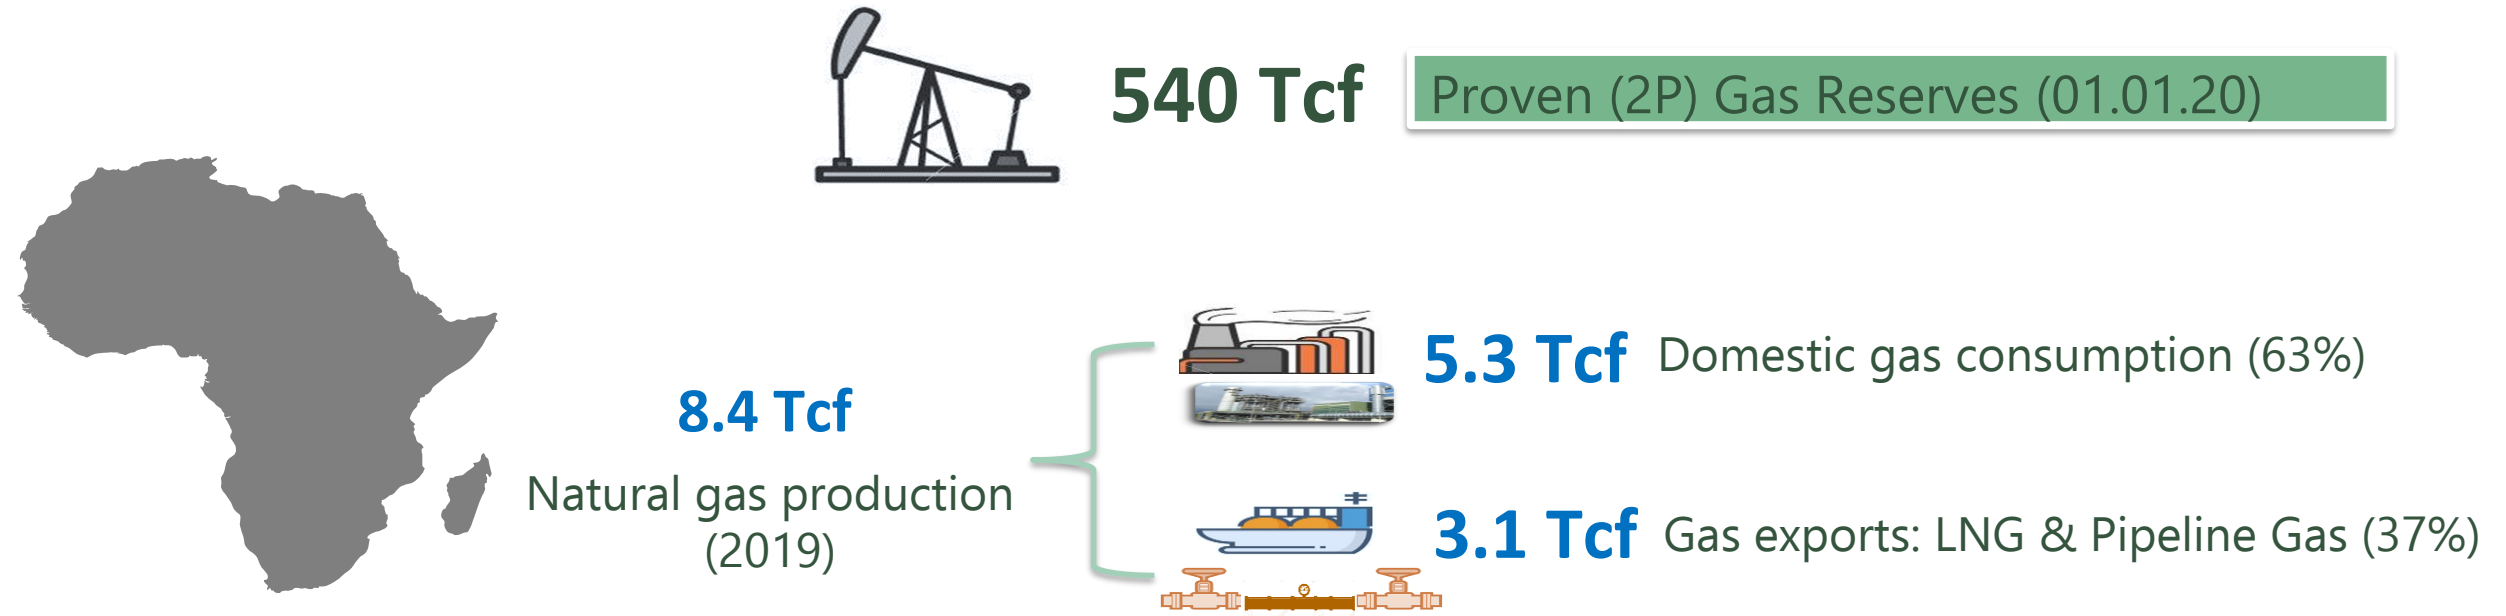 540 Tcf
Proven (2P) Gas Reserves (01.01.20)
8.4 Tcf
Natural gas production
(2019)
5.3 Tcf
Domestic gas consumption (63%)
3.1 Tcf
Gas exports: LNG & Pipeline Gas (37%)